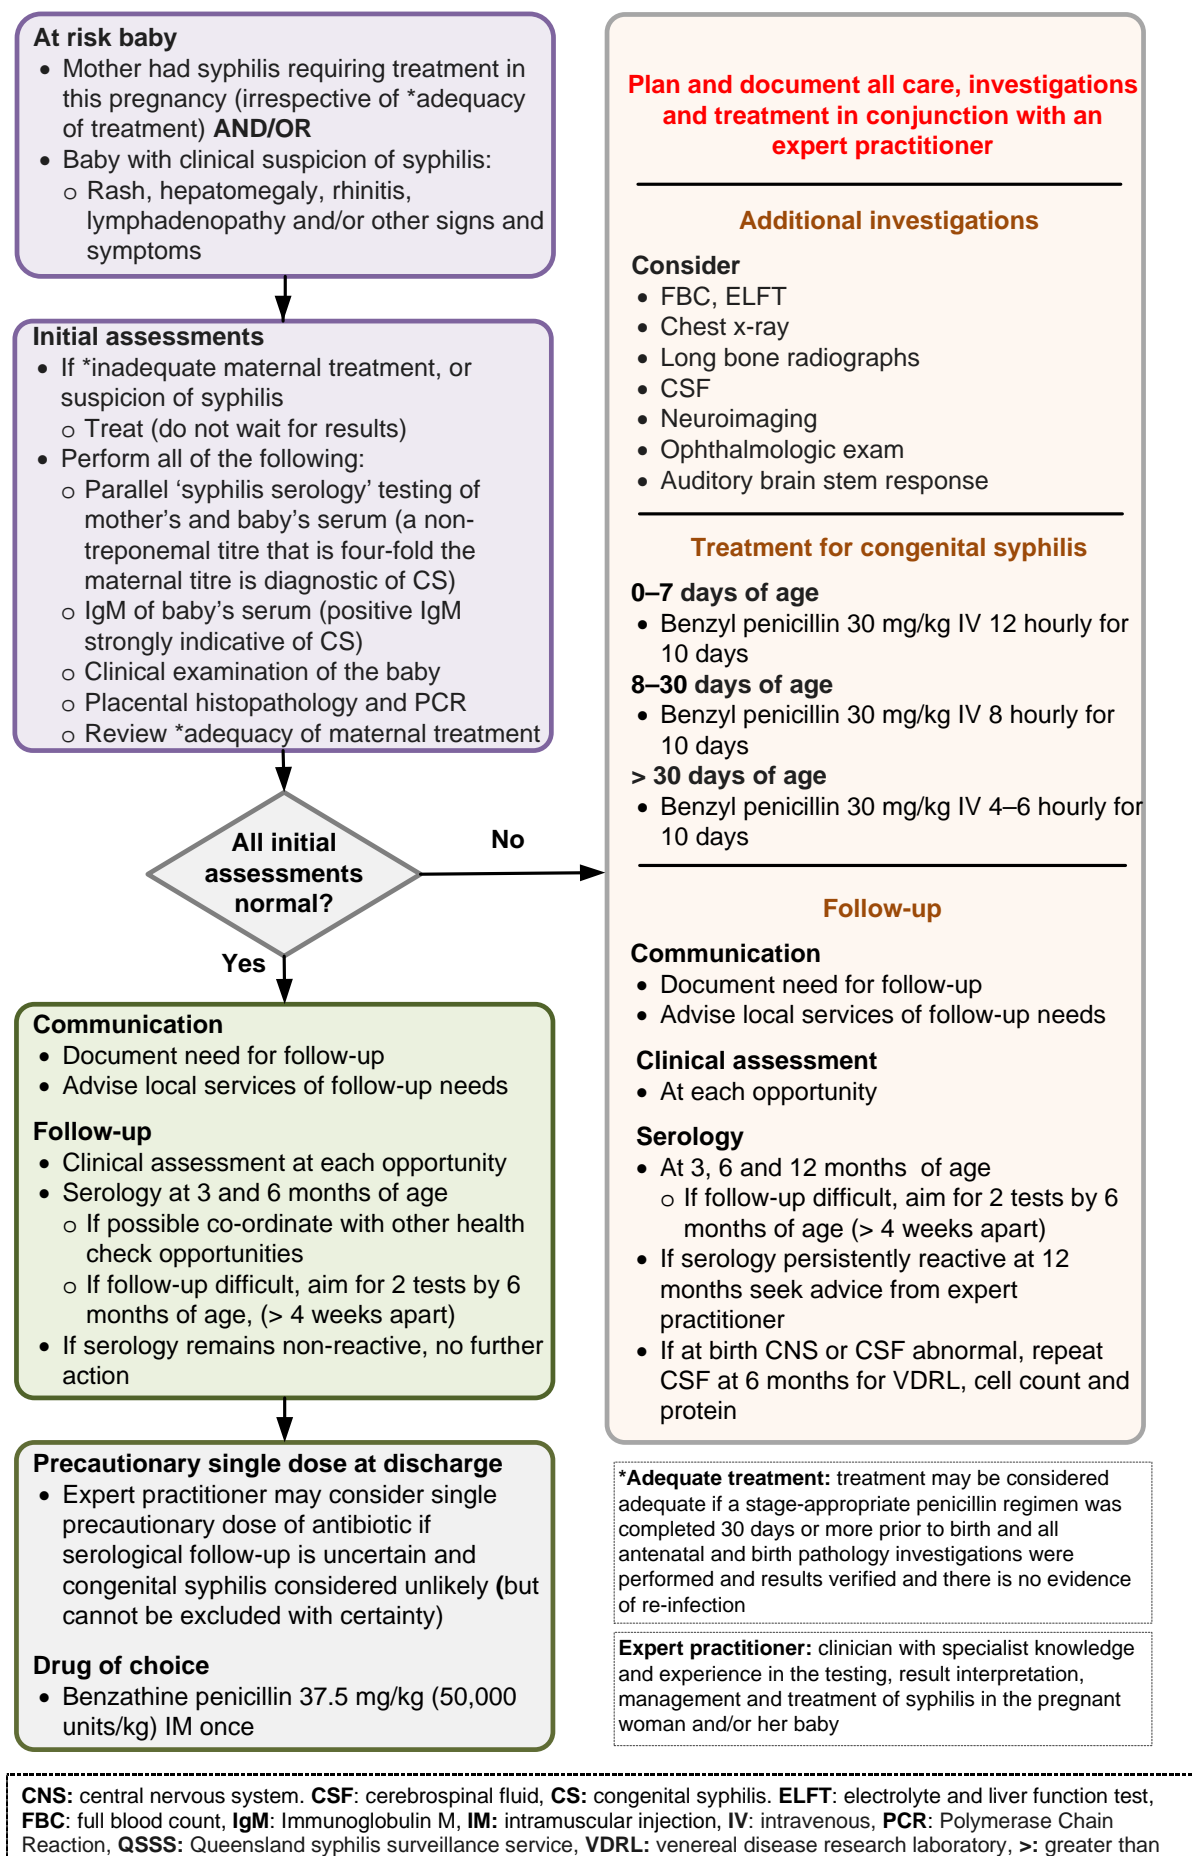 At risk baby
• Mother had syphilis requiring treatment in
this pregnancy (irrespective of *adequacy
of treatment) AND/OR
• Baby with clinical suspicion of syphilis:
o Rash, hepatomegaly, rhinitis,
lymphadenopathy and/or other signs and
symptoms
Initial assessments
• If *inadequate maternal treatment, or
suspicion of syphilis
o Treat (do not wait for results)
• Perform all of the following:
o Parallel ‘syphilis serology’ testing of
mother’s and baby’s serum (a non-
treponemal titre that is four-fold the
maternal titre is diagnostic of CS)
o IgM of baby’s serum (positive IgM
strongly indicative of CS)
o Clinical examination of the baby
o Placental histopathology and PCR
o Review *adequacy of maternal treatment
All initial
assessments
normal?
No
Yes
Communication
• Document need for follow-up
• Advise local services of follow-up needs
Follow-up
• Clinical assessment at each opportunity
• Serology at 3 and 6 months of age
o If possible co-ordinate with other health
check opportunities
o If follow-up difficult, aim for 2 tests by 6
months of age, (> 4 weeks apart)
• If serology remains non-reactive, no further
action
Precautionary single dose at discharge
• Expert practitioner may consider single
precautionary dose of antibiotic if
serological follow-up is uncertain and
congenital syphilis considered unlikely (but
cannot be excluded with certainty)
Drug of choice
• Benzathine penicillin 37.5 mg/kg (50,000
units/kg) IM once
Plan and document all care, investigations
and treatment in conjunction with an
expert practitioner
Additional investigations
Consider
• FBC, ELFT
• Chest x-ray
• Long bone radiographs
• CSF
• Neuroimaging
• Ophthalmologic exam
• Auditory brain stem response
Treatment for congenital syphilis
0–7 days of age
• Benzyl penicillin 30 mg/kg IV 12 hourly for
10 days
8–30 days of age
• Benzyl penicillin 30 mg/kg IV 8 hourly for
10 days
> 30 days of age
• Benzyl penicillin 30 mg/kg IV 4–6 hourly for
10 days
Follow-up
Communication
• Document need for follow-up
• Advise local services of follow-up needs
Clinical assessment
• At each opportunity
Serology
• At 3, 6 and 12 months of age
o If follow-up difficult, aim for 2 tests by 6
months of age (> 4 weeks apart)
• If serology persistently reactive at 12
months seek advice from expert
practitioner
• If at birth CNS or CSF abnormal, repeat
CSF at 6 months for VDRL, cell count and
protein
*Adequate treatment: treatment may be considered
adequate if a stage-appropriate penicillin regimen was
completed 30 days or more prior to birth and all
antenatal and birth pathology investigations were
performed and results verified and there is no evidence
of re-infection
Expert practitioner: clinician with specialist knowledge
and experience in the testing, result interpretation,
management and treatment of syphilis in the pregnant
woman and/or her baby
CNS: central nervous system. CSF: cerebrospinal fluid, CS: congenital syphilis. ELFT: electrolyte and liver function test,
FBC: full blood count, IgM: Immunoglobulin M, IM: intramuscular injection, IV: intravenous, PCR: Polymerase Chain
Reaction, QSSS: Queensland syphilis surveillance service, VDRL: venereal disease research laboratory, >: greater than